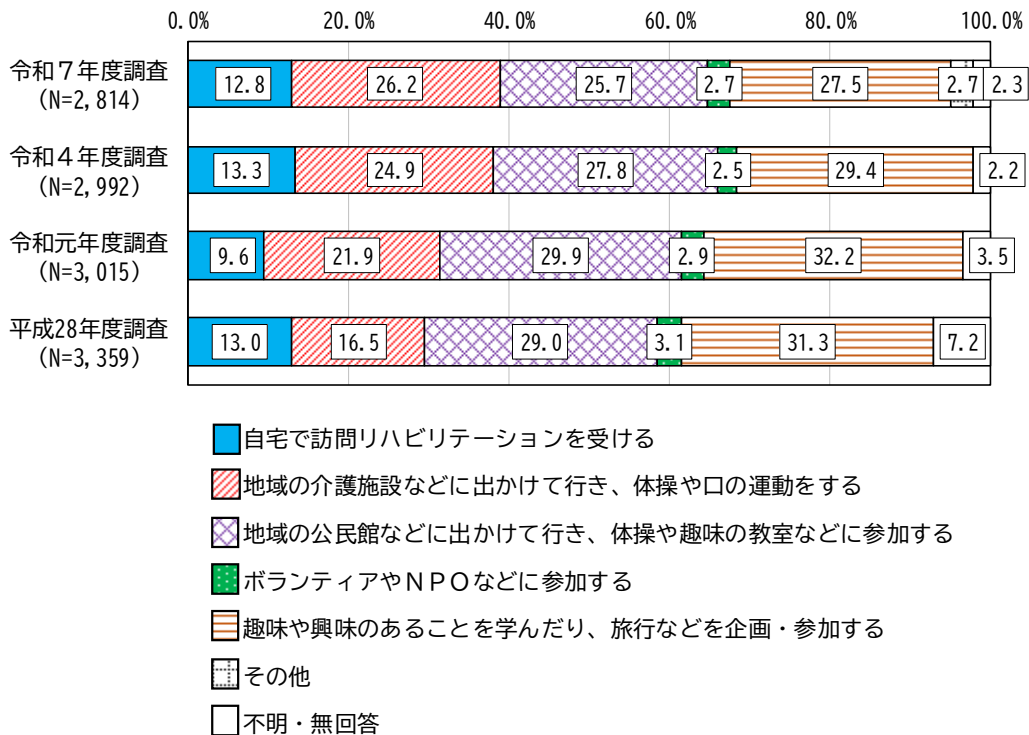 0.0% 20.0% 40.0% 60.0% 80.0% 100.0%
令和７年度調査
(N=2,814)
12.8 26.2 25.7 2.7 27.5 2.7 2.3
令和４年度調査
(N=2,992)
13.3 24.9 27.8 2.5 29.4 2.2
令和元年度調査
(N=3,015)
9.6 21.9 29.9 2.9 32.2 3.5
平成28年度調査
(N=3,359)
13.0 16.5 29.0 3.1 31.3 7.2
自宅で訪問リハビリテーションを受ける
地域の介護施設などに出かけて行き、体操や口の運動をする
地域の公民館などに出かけて行き、体操や趣味の教室などに参加する
ボランティアやＮＰＯなどに参加する
趣味や興味のあることを学んだり、旅行などを企画・参加する
その他
不明・無回答